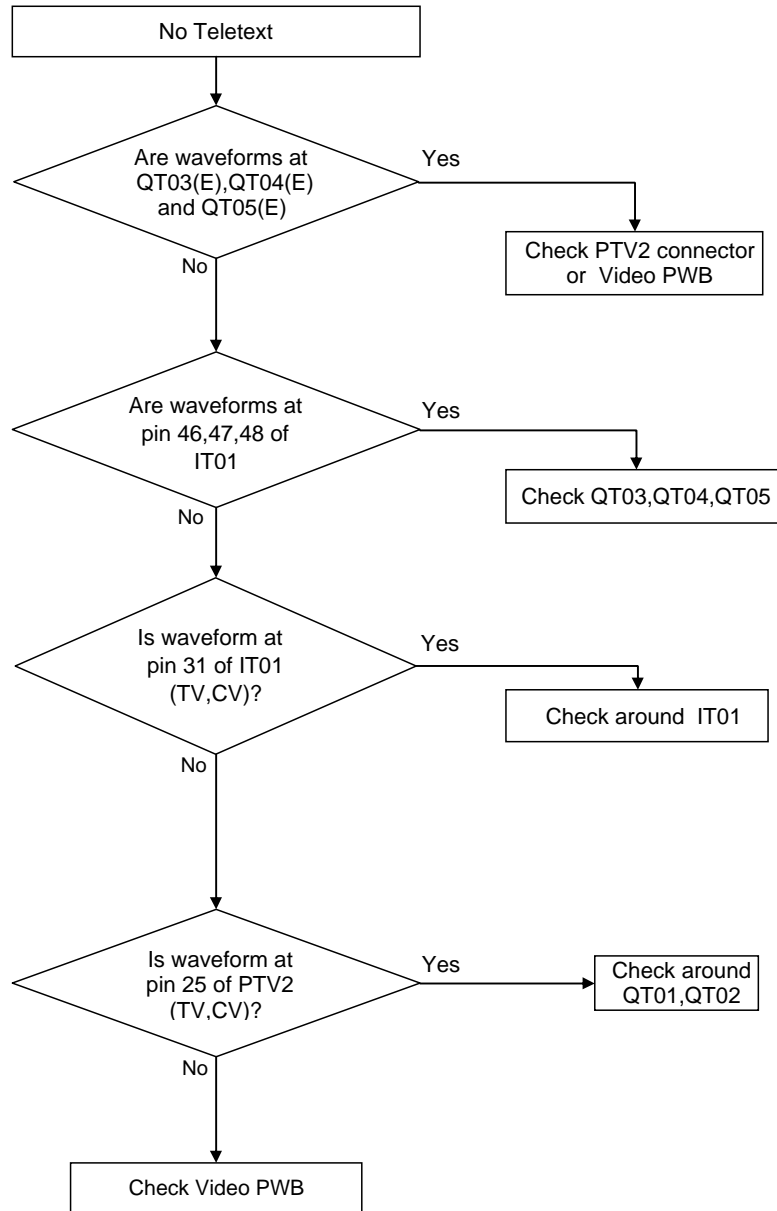 No Teletext
Are waveforms at
QT03(E),QT04(E)
and QT05(E)
Yes
Check PTV2 connector
or Video PWB
No
Are waveforms at
pin 46,47,48 of
IT01
Yes
Check QT03,QT04,QT05
No
Is waveform at
pin 31 of IT01
(TV,CV)?
Yes
Check around IT01
No
Is waveform at
pin 25 of PTV2
(TV,CV)?
Yes
Check around
QT01,QT02
No
Check Video PWB